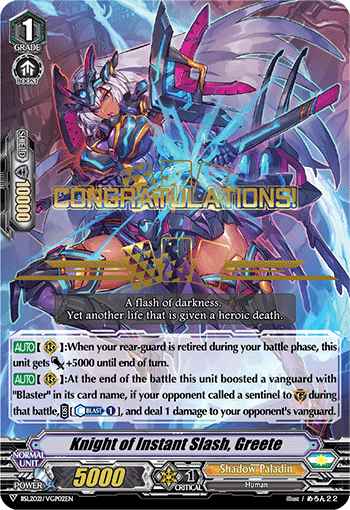 1
GRADE
BOOST
SHIELD
10000
CONGRATULATIONS!
A flash of darkness.
Yet another life that is given a heroic death.
AUTO [ ]:When your rear-guard is retired during your battle phase, this
unit gets +5000 until end of turn.
AUTO [ ]:At the end of the battle this unit boosted a vanguard with
"Blaster" in its card name, if your opponent called a sentinel to during
that battle, [C BLAST 1], and deal 1 damage to your opponent's vanguard.
Knight of Instant Slash, Greete
NORMAL
UNIT
POWER
5000
1
CRITICAL
Shadow Paladin
Human
V BSL2021/VGP02EN
illust / めろん22